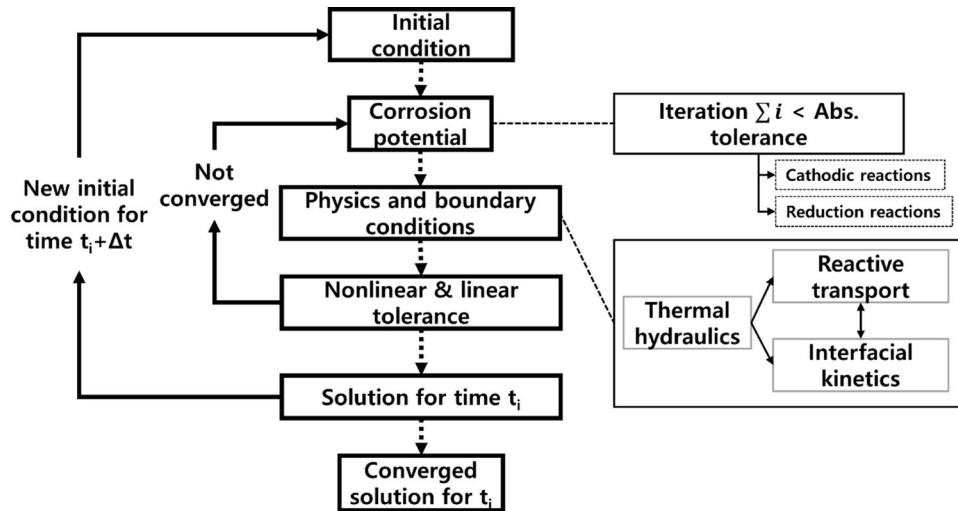 Initial
condition
Corrosion
potential
Iteration ∑ i < Abs.
tolerance
Cathodic reactions
Reduction reactions
Not
converged
New initial
condition for
time tᵢ+Δt
Physics and boundary
conditions
Thermal
hydraulics
Reactive
transport
Interfacial
kinetics
Nonlinear & linear
tolerance
Solution for time tᵢ
Converged
solution for tᵢ